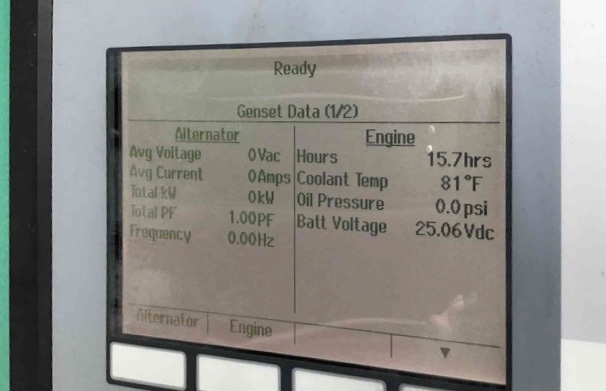 Ready
Genset Data (1/2)
Alternator
Avg Voltage 0Vac
Avg Current 0Amps
Total kW 0kW
Total PF 1.00PF
Frequency 0.00Hz
Engine
Hours 15.7hrs
Coolant Temp 81°F
Oil Pressure 0.0psi
Batt Voltage 25.06Vdc
Alternator Engine ▼